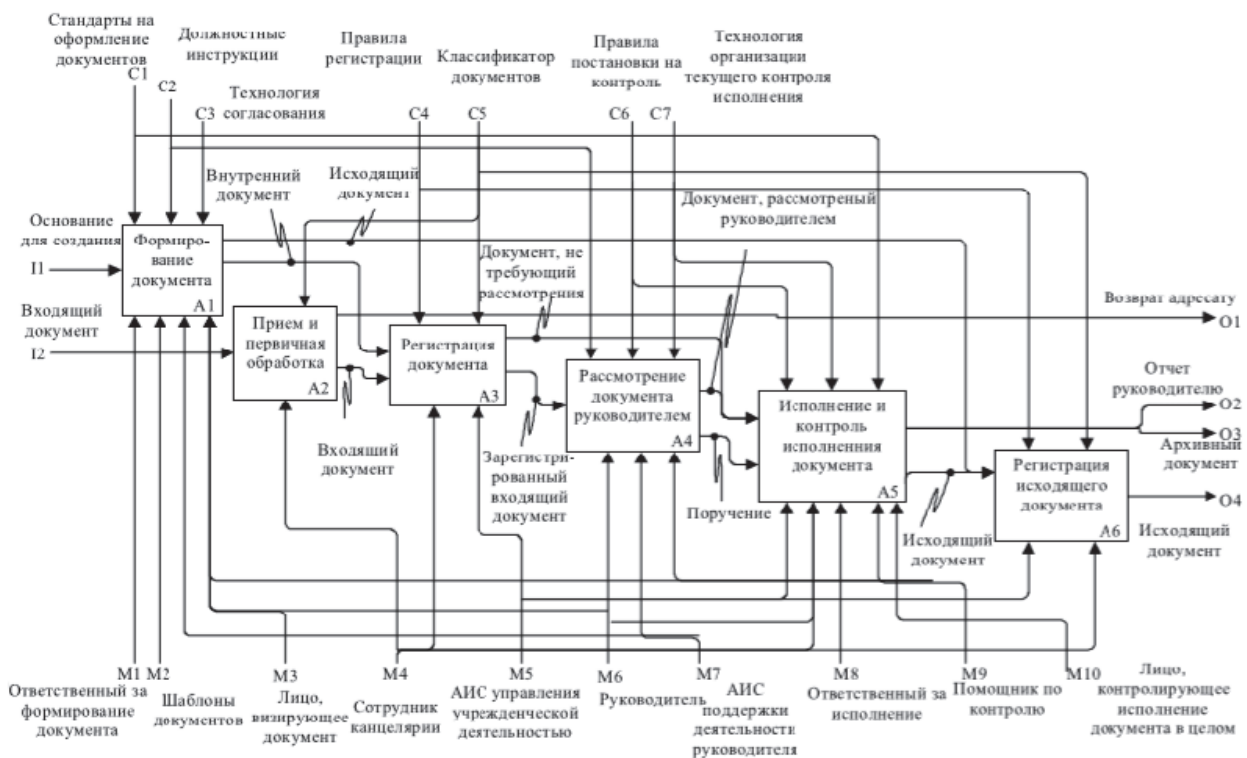 Стандарты на
оформление
документов
C1
Должностные
инструкции
C2
Технология
согласования
C3
Правила
регистрации
C4
Классификатор
документов
C5
Правила
постановки на
контроль
C6
Технология
организации
текущего контроля
исполнения
C7
Внутренний
документ
Исходящий
документ
Документ, рассмотреный
руководителем
Основание
для создания
I1
Формиро-
вание
документа
A1
Документ, не
требующий
рассмотрения
Возврат адресату
O1
Входящий
документ
I2
Прием и
первичная
обработка
A2
Регистрация
документа
A3
Рассмотрение
документа
руководителем
A4
Исполнение и
контроль
исполненния
документа
A5
Отчет
руководителю
O2
O3
Архивный
документ
Регистрация
исходящего
документа
A6
O4
Исходящий
документ
Входящий
документ
Зарегистри-
рованный
входящий
документ
Поручение
Исходящий
документ
M1
M2
M3
M4
M5
M6
M7
M18
M19
M10
Ответственный за
формирование
документа
Шаблоны
документов
Лицо,
визирующее
документ
Сотрудник
канцелярии
АИС управления
учрежденческой
деятельностью
Руководитель
АИС
поддержки
деятельности
руководителя
Ответственный за
исполнение
Помощник по
контролю
Лицо,
контролирующее
исполнение
документа в целом